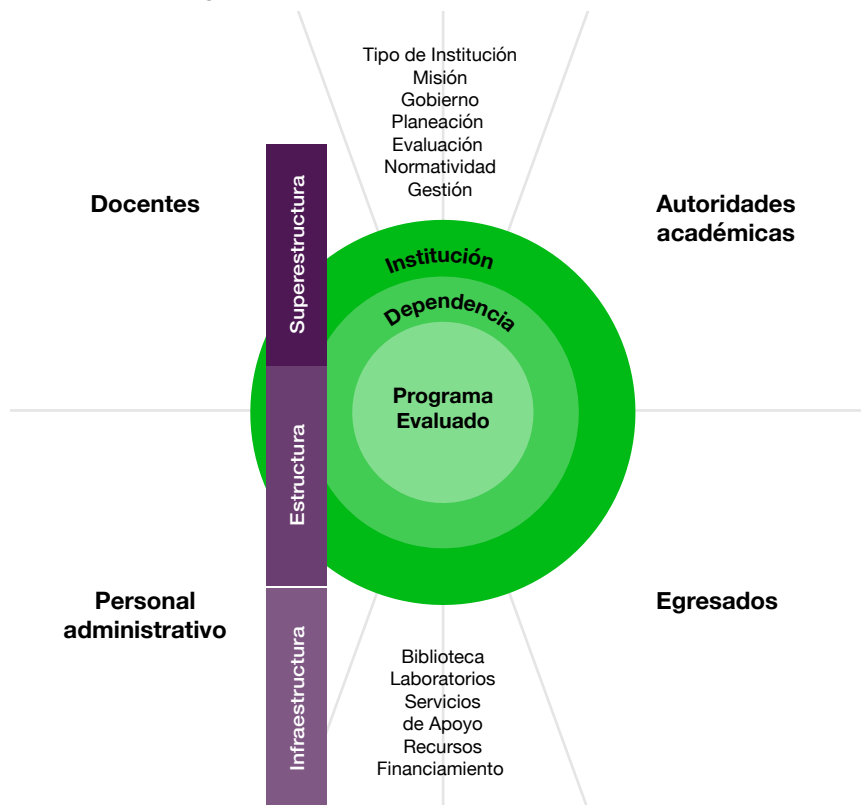 Tipo de Institución
Misión
Gobierno
Planeación
Evaluación
Normatividad
Gestión
Docentes
Autoridades
académicas
Superestructura
Institución
Dependencia
Programa
Evaluado
Estructura
Personal
administrativo
Egresados
Infraestructura
Biblioteca
Laboratorios
Servicios
de Apoyo
Recursos
Financiamiento